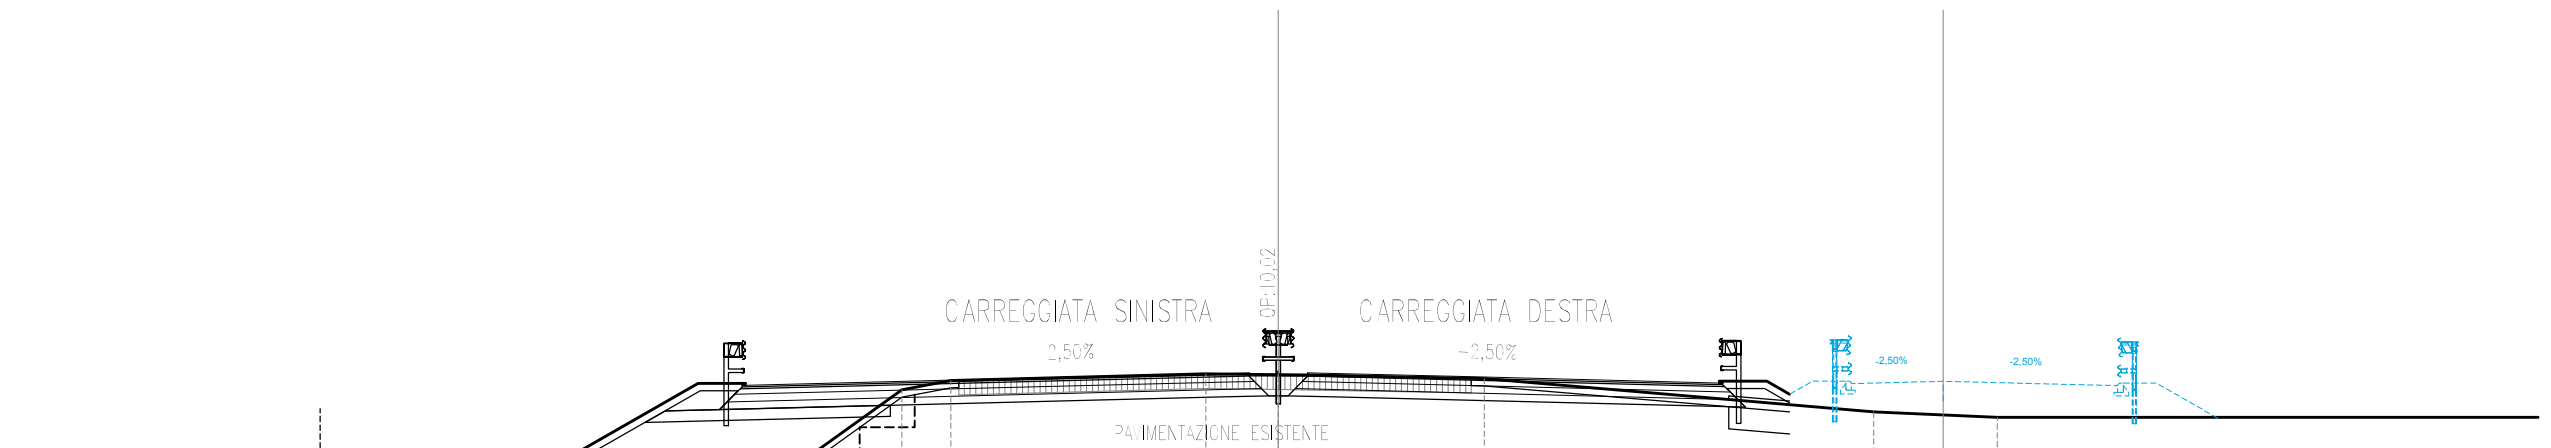 QP:10,02
CARREGGIATA SINISTRA
CARREGGIATA DESTRA
2,50%
-2,50%
-2,50%
-2,50%
PAVIMENTAZIONE ESISTENTE